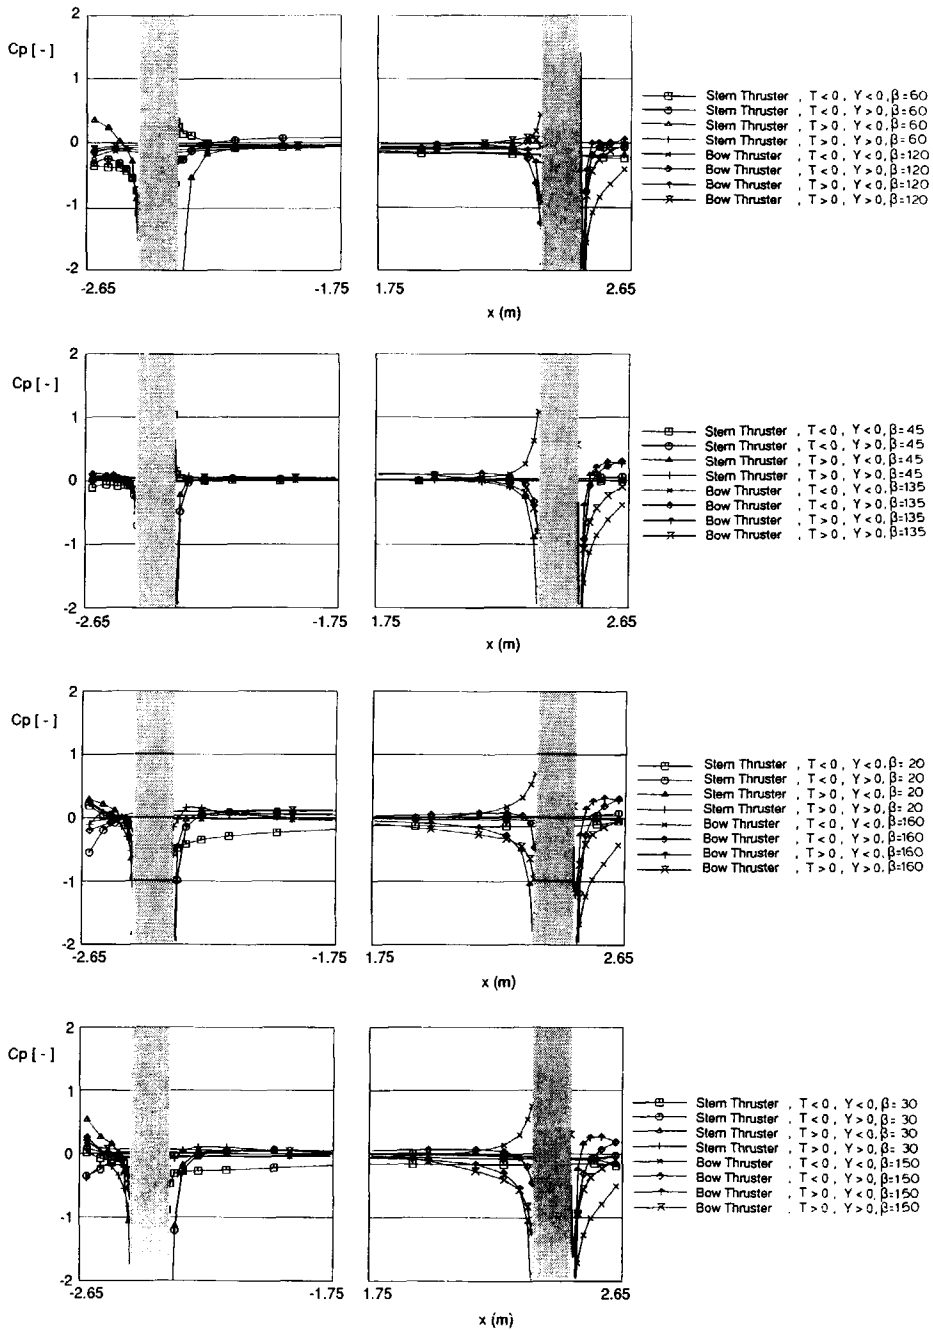 2
Cp [ - ]
1
0
-1
-2
-2.65 -1.75 1.75 2.65
x (m)
Stern Thruster , T < 0 , Y < 0, β=60
Stern Thruster , T < 0 , Y > 0, β=60
Stern Thruster , T > 0 , Y < 0, β=60
Stern Thruster , T > 0 , Y > 0, β=60
Bow Thruster , T < 0 , Y < 0, β=120
Bow Thruster , T < 0 , Y > 0, β=120
Bow Thruster , T > 0 , Y < 0, β=120
Bow Thruster , T > 0 , Y > 0, β=120
2
Cp [ - ]
1
0
-1
-2
-2.65 -1.75 1.75 2.65
x (m)
Stern Thruster , T < 0 , Y < 0, β=45
Stern Thruster , T < 0 , Y > 0, β=45
Stern Thruster , T > 0 , Y < 0, β=45
Stern Thruster , T > 0 , Y > 0, β=45
Bow Thruster , T < 0 , Y < 0, β=135
Bow Thruster , T < 0 , Y > 0, β=135
Bow Thruster , T > 0 , Y < 0, β=135
Bow Thruster , T > 0 , Y > 0, β=135
2
Cp [ - ]
1
0
-1
-2
-2.65 -1.75 1.75 2.65
x (m)
Stern Thruster , T < 0 , Y < 0, β= 20
Stern Thruster , T < 0 , Y > 0, β= 20
Stern Thruster , T > 0 , Y < 0, β= 20
Stern Thruster , T > 0 , Y > 0, β= 20
Bow Thruster , T < 0 , Y < 0, β=160
Bow Thruster , T < 0 , Y > 0, β=160
Bow Thruster , T > 0 , Y < 0, β=160
Bow Thruster , T > 0 , Y > 0, β=160
2
Cp [ - ]
1
0
-1
-2
-2.65 -1.75 1.75 2.65
x (m)
Stern Thruster , T < 0 , Y < 0, β= 30
Stern Thruster , T < 0 , Y > 0, β= 30
Stern Thruster , T > 0 , Y < 0, β= 30
Stern Thruster , T > 0 , Y > 0, β= 30
Bow Thruster , T < 0 , Y < 0, β=150
Bow Thruster , T < 0 , Y > 0, β=150
Bow Thruster , T > 0 , Y < 0, β=150
Bow Thruster , T > 0 , Y > 0, β=150